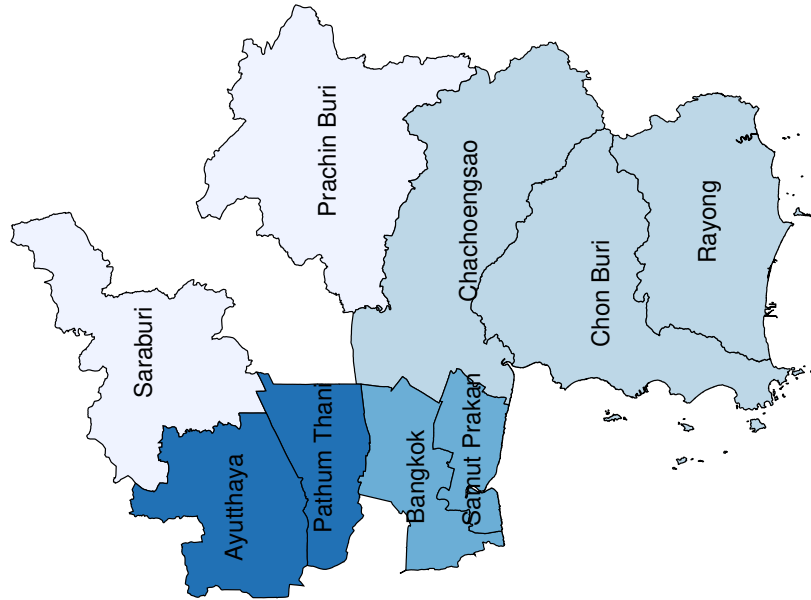 Saraburi
Prachin Buri
Ayutthaya
Pathum Thani
Bangkok
Samut Prakan
Chachoengsao
Chon Buri
Rayong